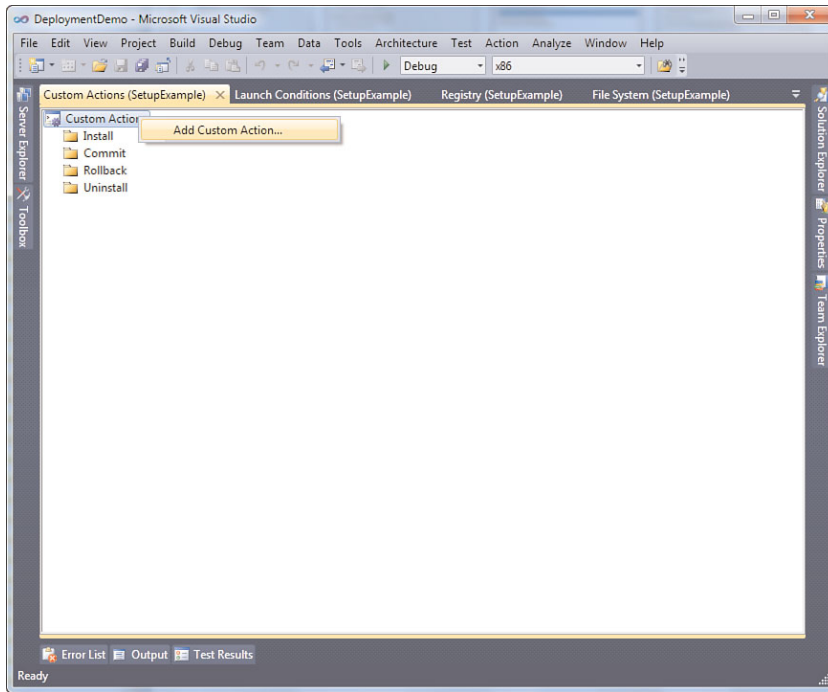 DeploymentDemo - Microsoft Visual Studio
File Edit View Project Build Debug Team Data Tools Architecture Test Action Analyze Window Help
Debug x86
Custom Actions (SetupExample) Launch Conditions (SetupExample) Registry (SetupExample) File System (SetupExample)
Custom Action
Add Custom Action...
Install
Commit
Rollback
Uninstall
Server Explorer
Toolbox
Solution Explorer
Properties
Team Explorer
Error List Output Test Results
Ready